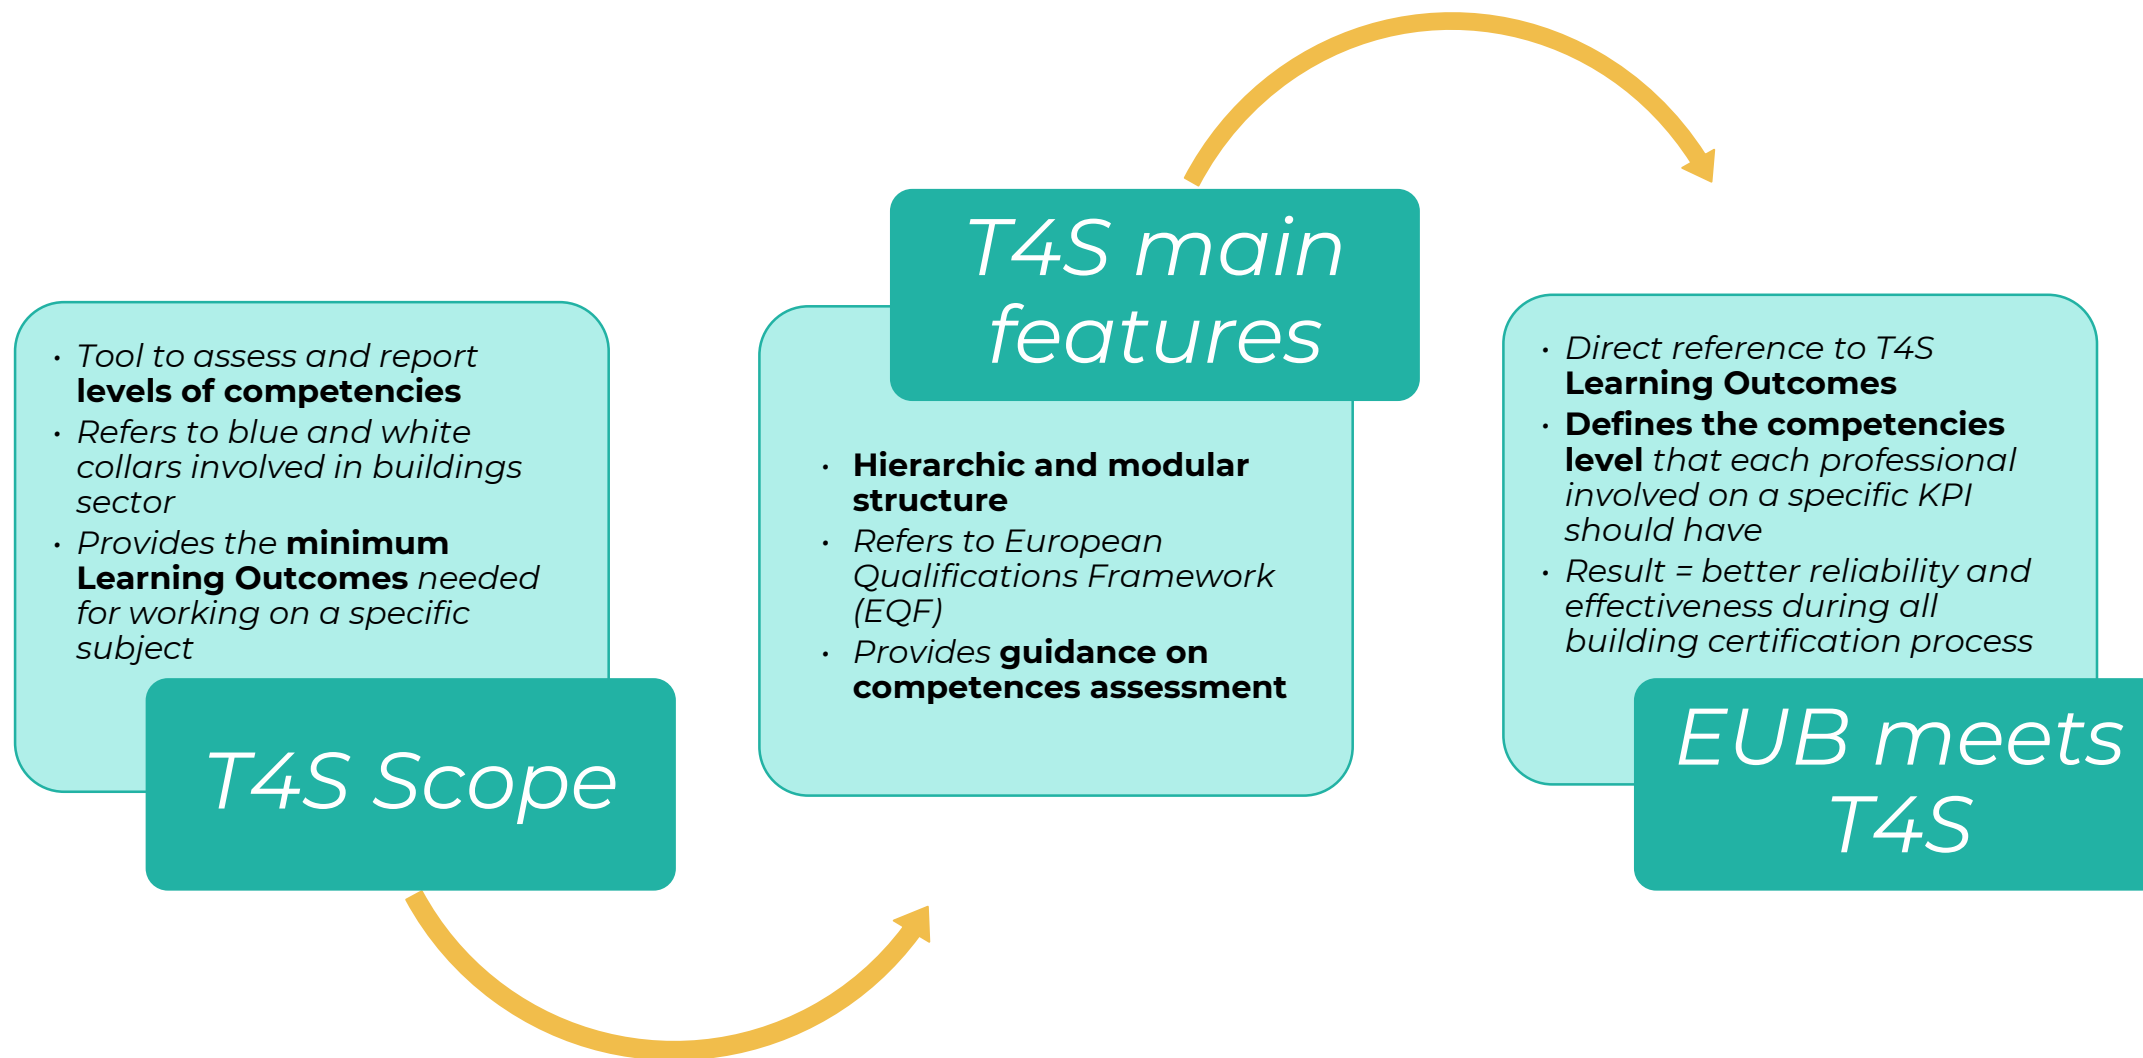 • Tool to assess and report
levels of competencies
• Refers to blue and white
collars involved in buildings
sector
• Provides the minimum
Learning Outcomes needed
for working on a specific
subject
T4S Scope
T4S main
features
• Hierarchic and modular
structure
• Refers to European
Qualifications Framework
(EQF)
• Provides guidance on
competences assessment
• Direct reference to T4S
Learning Outcomes
• Defines the competencies
level that each professional
involved on a specific KPI
should have
• Result = better reliability and
effectiveness during all
building certification process
EUB meets
T4S